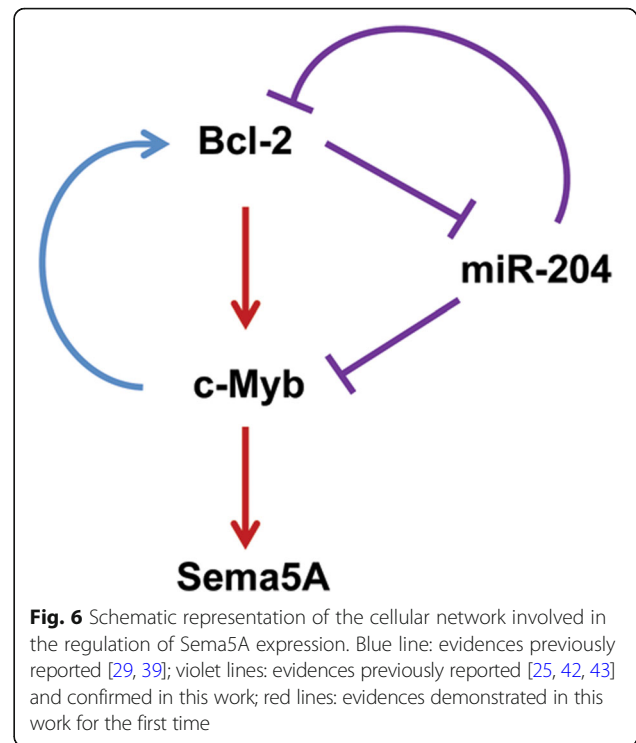 Bcl-2
miR-204
c-Myb
Sema5A
Fig. 6 Schematic representation of the cellular network involved in
the regulation of Sema5A expression. Blue line: evidences previously
reported [29, 39]; violet lines: evidences previously reported [25, 42, 43]
and confirmed in this work; red lines: evidences demonstrated in this
work for the first time